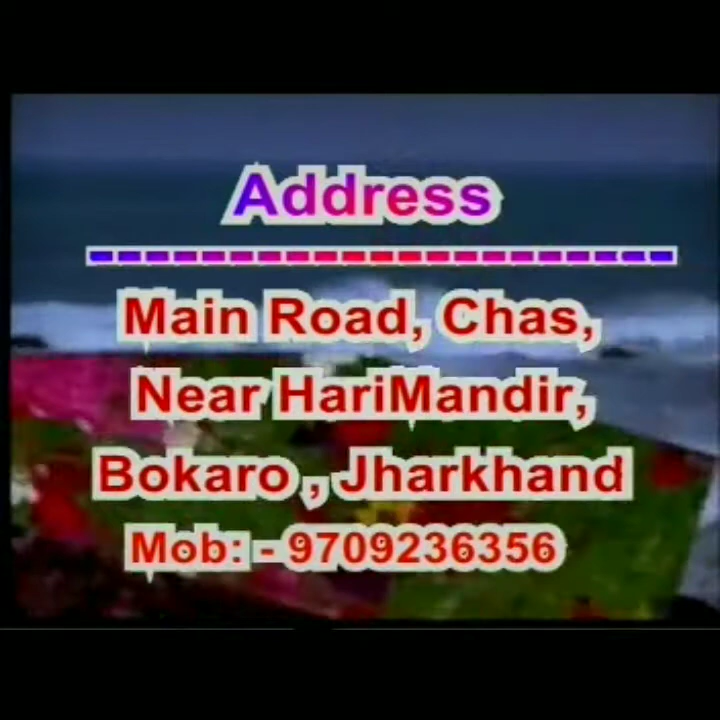 Address
---------------------
Main Road, Chas,
Near HariMandir,
Bokaro , Jharkhand
Mob: - 9709236356